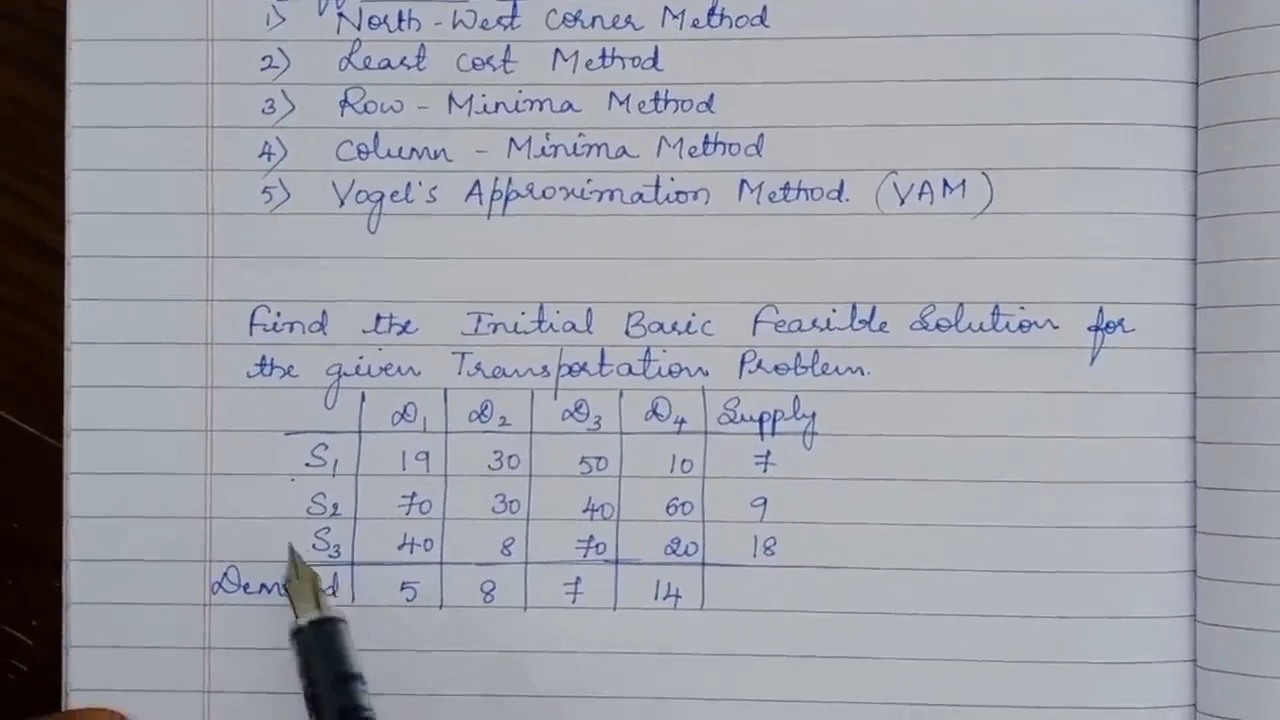 1) North-West Corner Method
2) Least cost Method
3) Row - Minima Method
4) Column - Minima Method
5) Vogel's Approximation Method. (VAM)
Find the Initial Basic Feasible Solution for
the given Transportation Problem.
D1 D2 D3 D4 Supply
S1 19 30 50 10 7
S2 70 30 40 60 9
S3 40 8 70 20 18
5 8 7 14